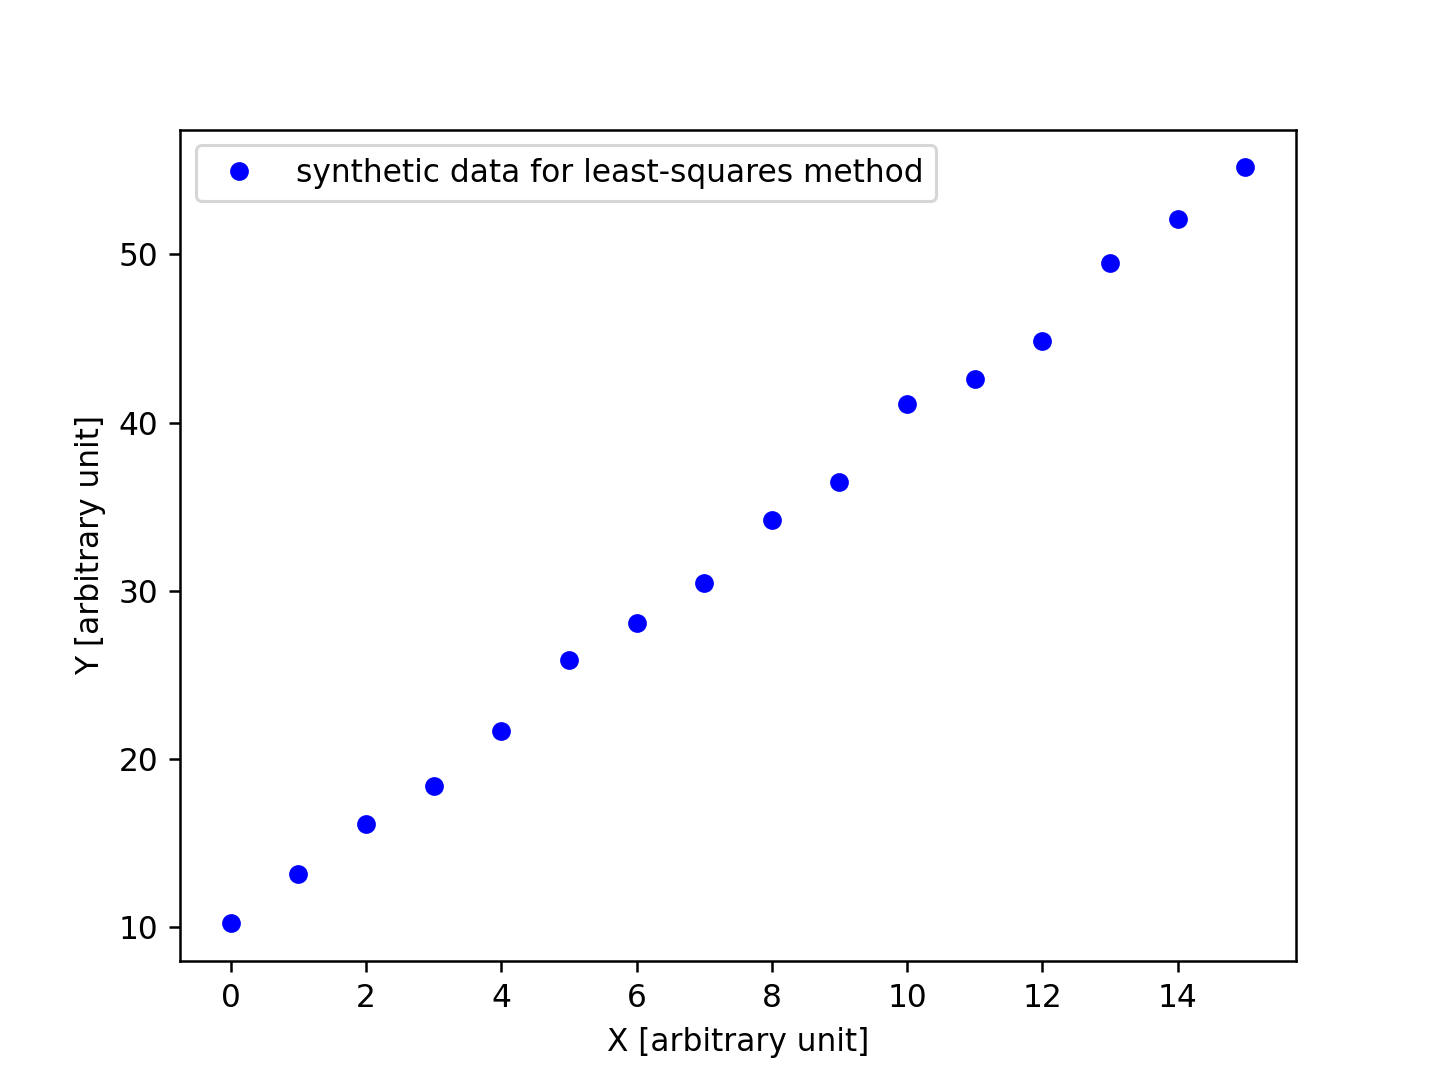 synthetic data for least-squares method
50
40
30
20
10
Y [arbitrary unit]
0 2 4 6 8 10 12 14
X [arbitrary unit]